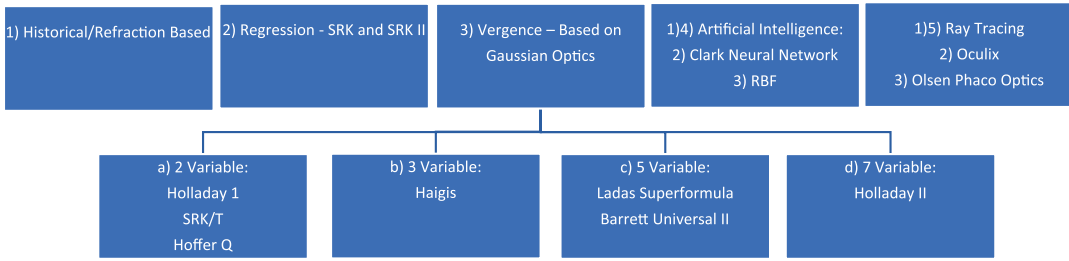 1) Historical/Refraction Based
2) Regression - SRK and SRK II
3) Vergence – Based on
Gaussian Optics
1)4) Artificial Intelligence:
2) Clark Neural Network
3) RBF
1)5) Ray Tracing
2) Oculix
3) Olsen Phaco Optics
a) 2 Variable:
Holladay 1
SRK/T
Hoffer Q
b) 3 Variable:
Haigis
c) 5 Variable:
Ladas Superformula
Barrett Universal II
d) 7 Variable:
Holladay II